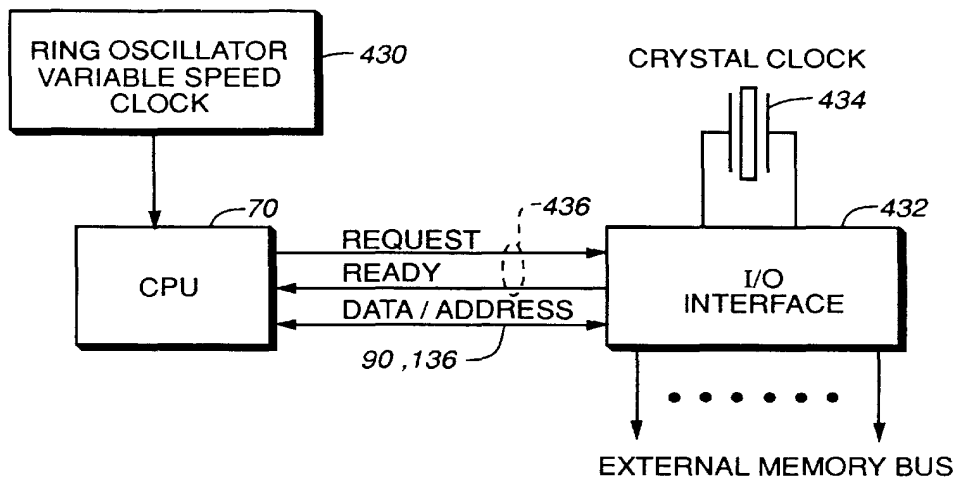 RING OSCILLATOR
VARIABLE SPEED
CLOCK
430
CRYSTAL CLOCK
434
70
436
432
CPU
REQUEST
READY
DATA / ADDRESS
90 ,136
I/O
INTERFACE
EXTERNAL MEMORY BUS